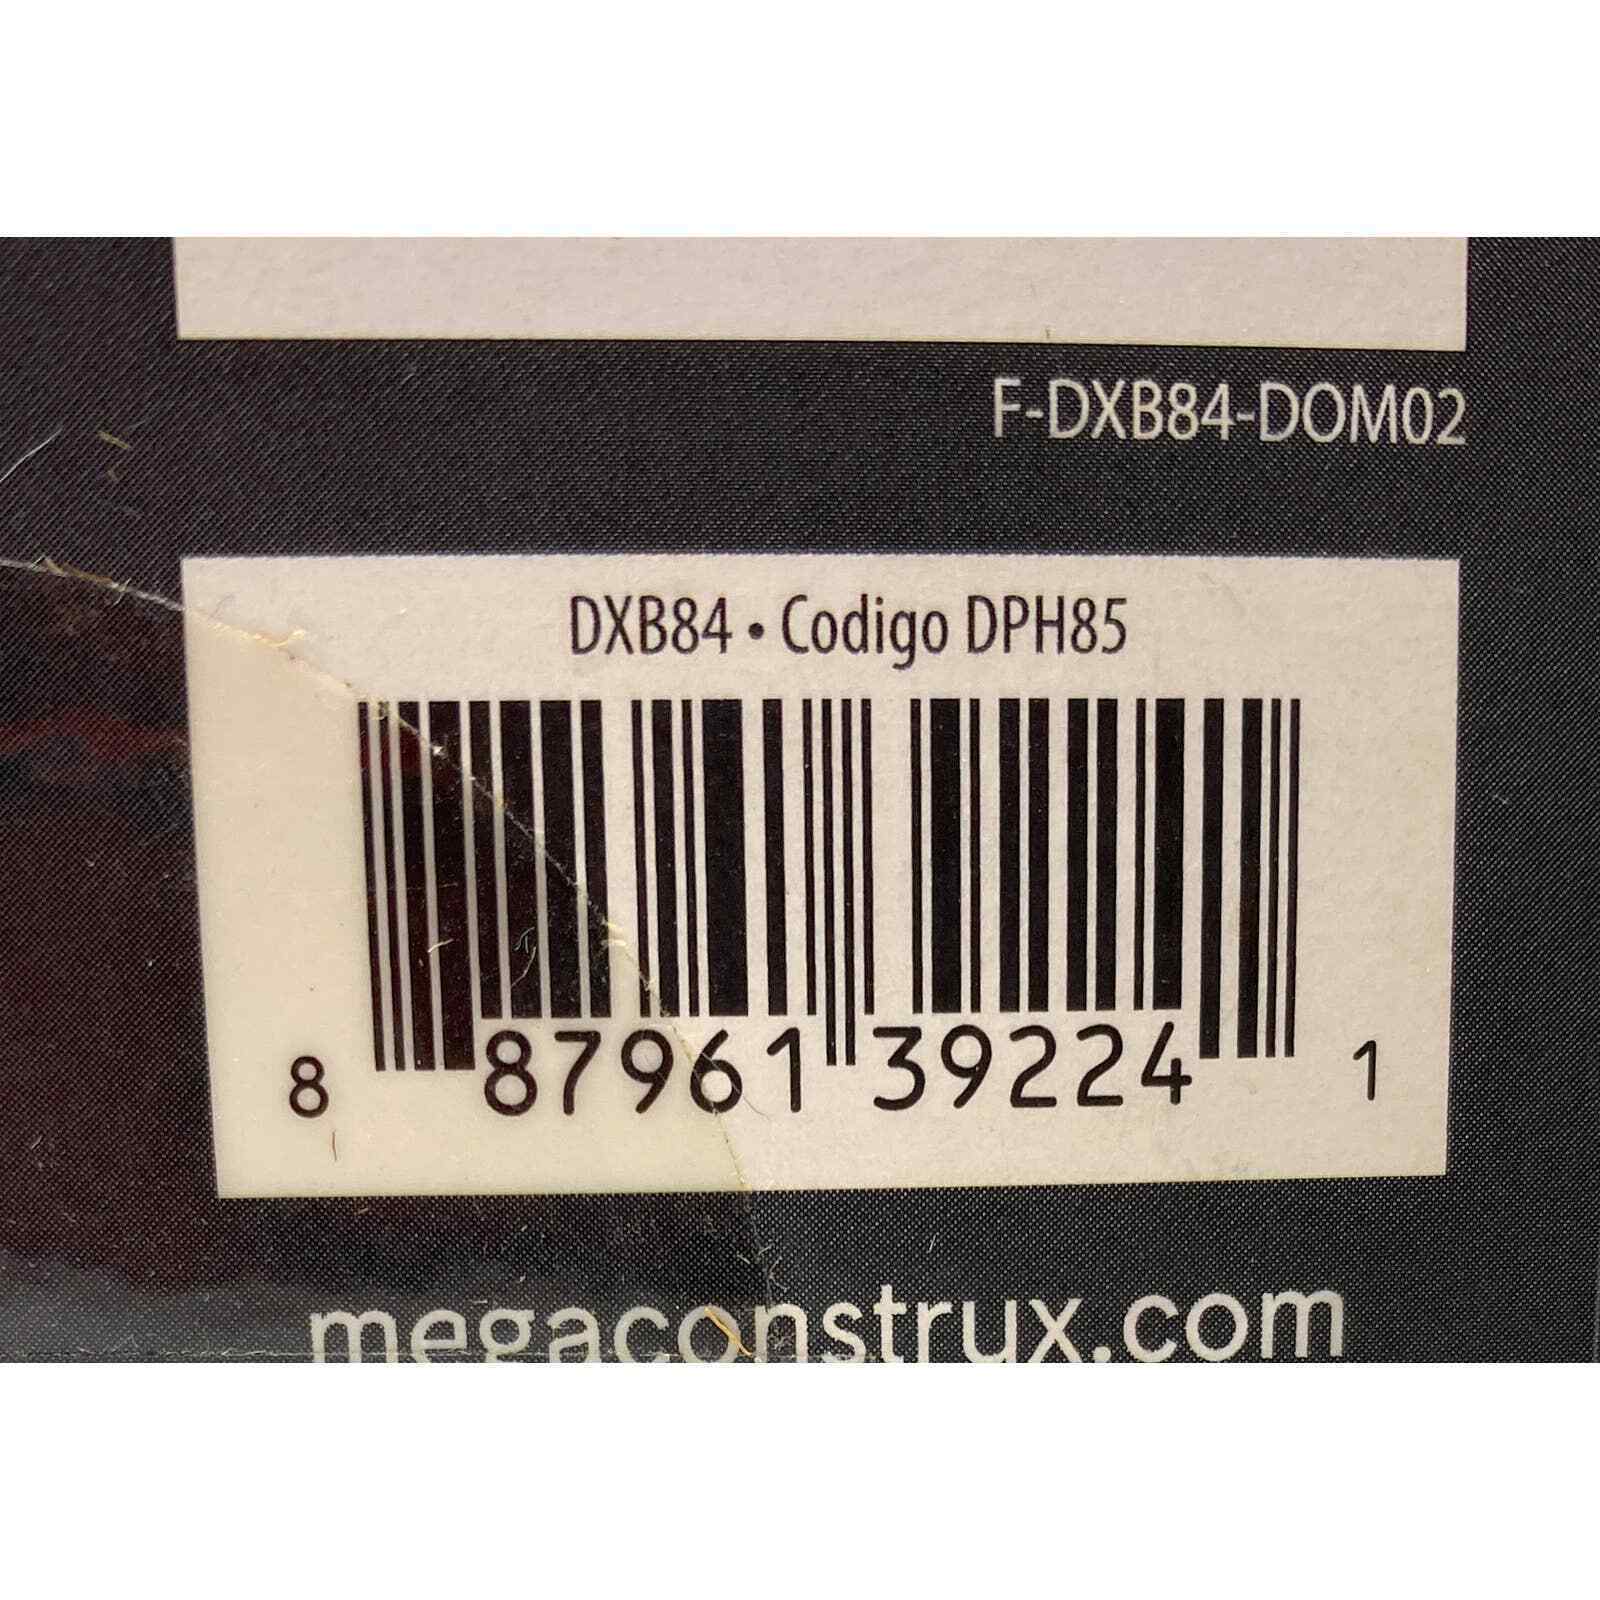 F-DXB84-DOM02
DXB84 • Codigo DPH85
8 87961 39224 1
megaconstrux.com